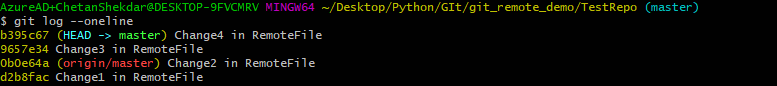 AzureAD+ChetanShekdar@DESKTOP-9FVCMRV MINGW64 ~/Desktop/Python/GIt/git_remote_demo/TestRepo (master)
$ git log --oneline
b395c67 (HEAD -> master) Change4 in RemoteFile
9657e34 Change3 in RemoteFile
0b0e64a (origin/master) Change2 in RemoteFile
d2b8fac Change1 in RemoteFile